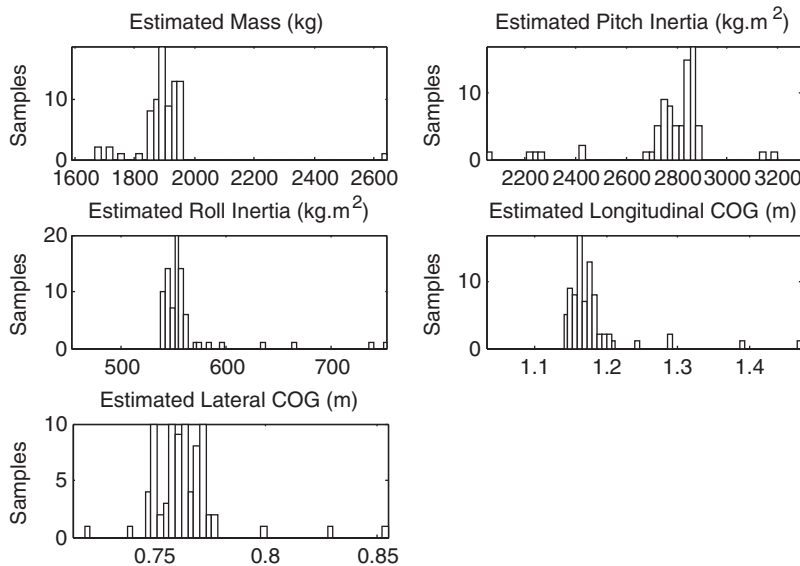 Estimated Mass (kg)
Samples
10
0
1600 1800 2000 2200 2400 2600
Estimated Pitch Inertia (kg.m²)
Samples
10
0
2200 2400 2600 2800 3000 3200
Estimated Roll Inertia (kg.m²)
Samples
20
10
0
500 600 700
Estimated Longitudinal COG (m)
Samples
10
0
1.1 1.2 1.3 1.4
Estimated Lateral COG (m)
Samples
10
5
0
0.75 0.8 0.85